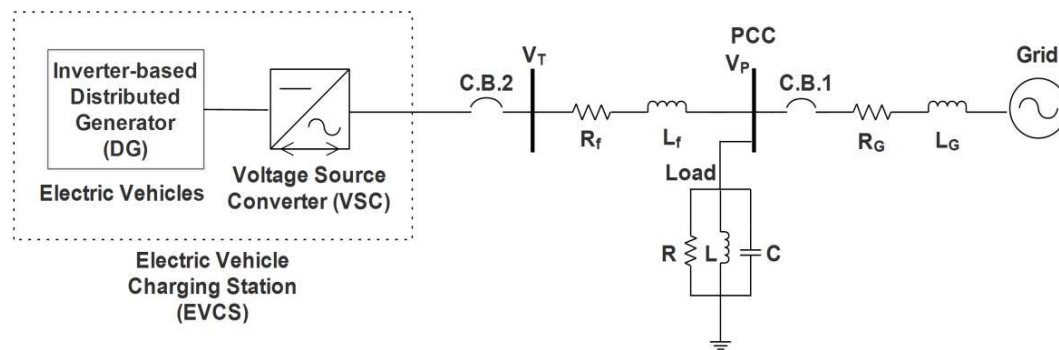 Inverter-based
Distributed
Generator
(DG)
Electric Vehicles
Voltage Source
Converter (VSC)
Electric Vehicle
Charging Station
(EVCS)
C.B.2
V_T
R_f
L_f
PCC
V_P
C.B.1
R_G
L_G
Grid
Load
R
L
C